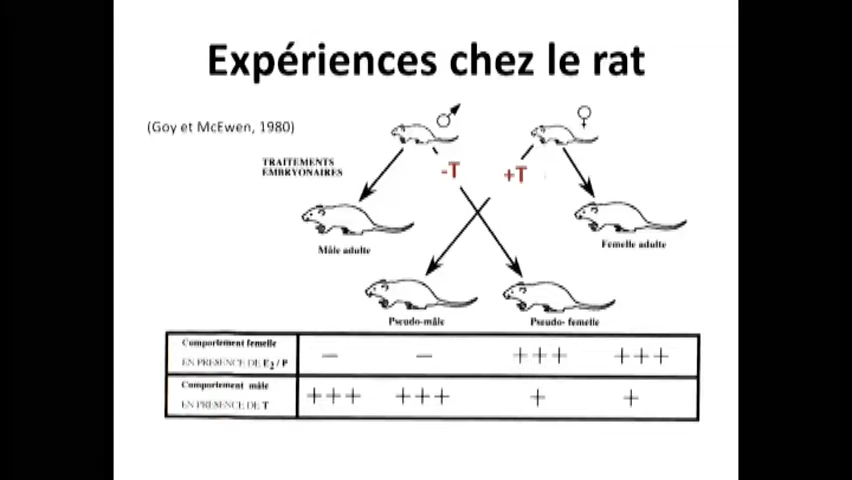 Expériences chez le rat
(Goy et McEwen, 1980)
TRAITEMENTS
EMBRYONAIRES
-T
+T
Mâle adulte
Femelle adulte
Pseudo-mâle
Pseudo- femelle
Comportement femelle
EN PRESENCE DE E2 / P
− − +++ +++
Comportement mâle
EN PRESENCE DE T
+++ +++ + +